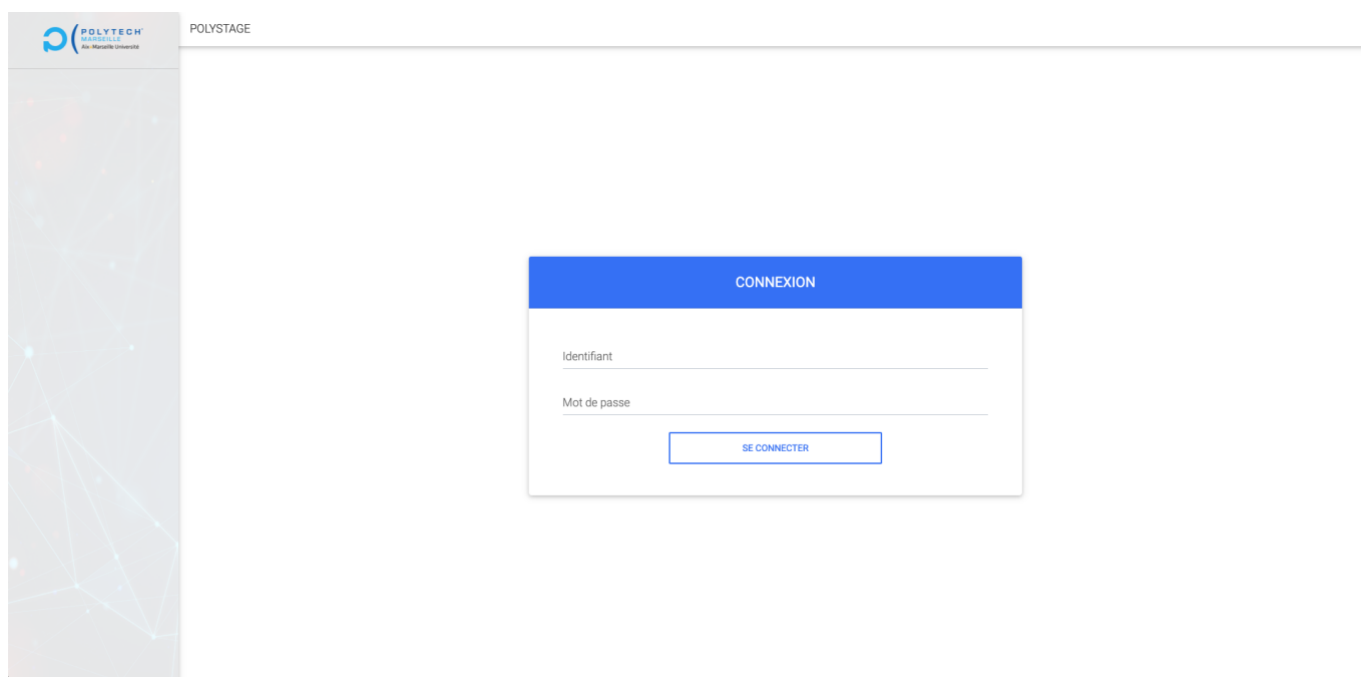 POLYTECH
MARSEILLE
Aix-Marseille Université
POLYSTAGE
CONNEXION
Identifiant
Mot de passe
SE CONNECTER